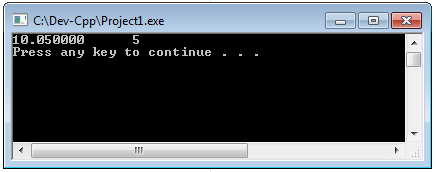 C:\Dev-Cpp\Project1.exe
10.050000      5
Press any key to continue . . .